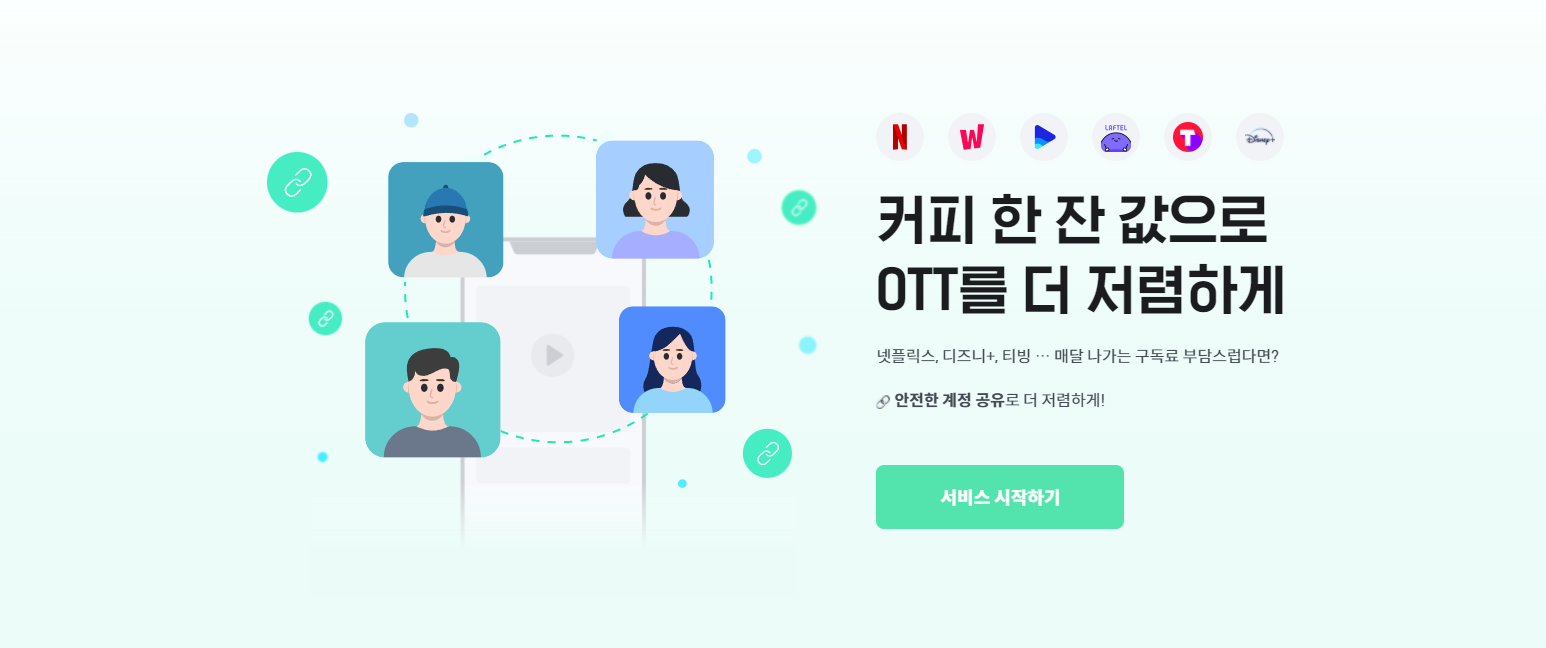 N W LAFTEL T Disney+
커피 한 잔 값으로
OTT를 더 저렴하게
넷플릭스, 디즈니+, 티빙 ··· 매달 나가는 구독료 부담스럽다면?
안전한 계정 공유로 더 저렴하게!
서비스 시작하기